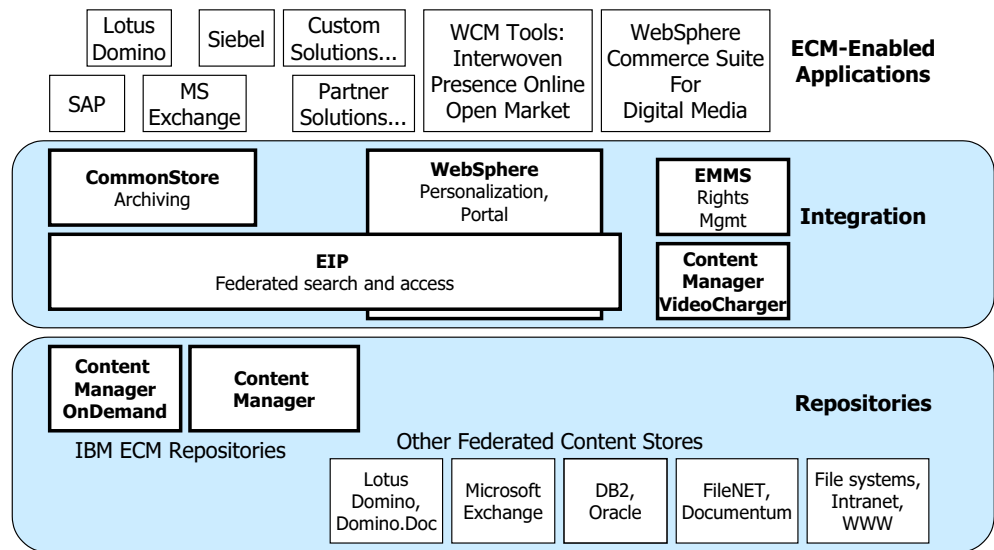 Lotus
Domino
Siebel
Custom
Solutions...
WCM Tools:
Interwoven
Presence Online
Open Market
WebSphere
Commerce Suite
For
Digital Media
ECM-Enabled
Applications
SAP
MS
Exchange
Partner
Solutions...
CommonStore
Archiving
WebSphere
Personalization,
Portal
EMMS
Rights
Mgmt
Integration
EIP
Federated search and access
Content
Manager
VideoCharger
Content
Manager
OnDemand
Content
Manager
Repositories
IBM ECM Repositories
Other Federated Content Stores
Lotus
Domino,
Domino.Doc
Microsoft
Exchange
DB2,
Oracle
FileNET,
Documentum
File systems,
Intranet,
WWW